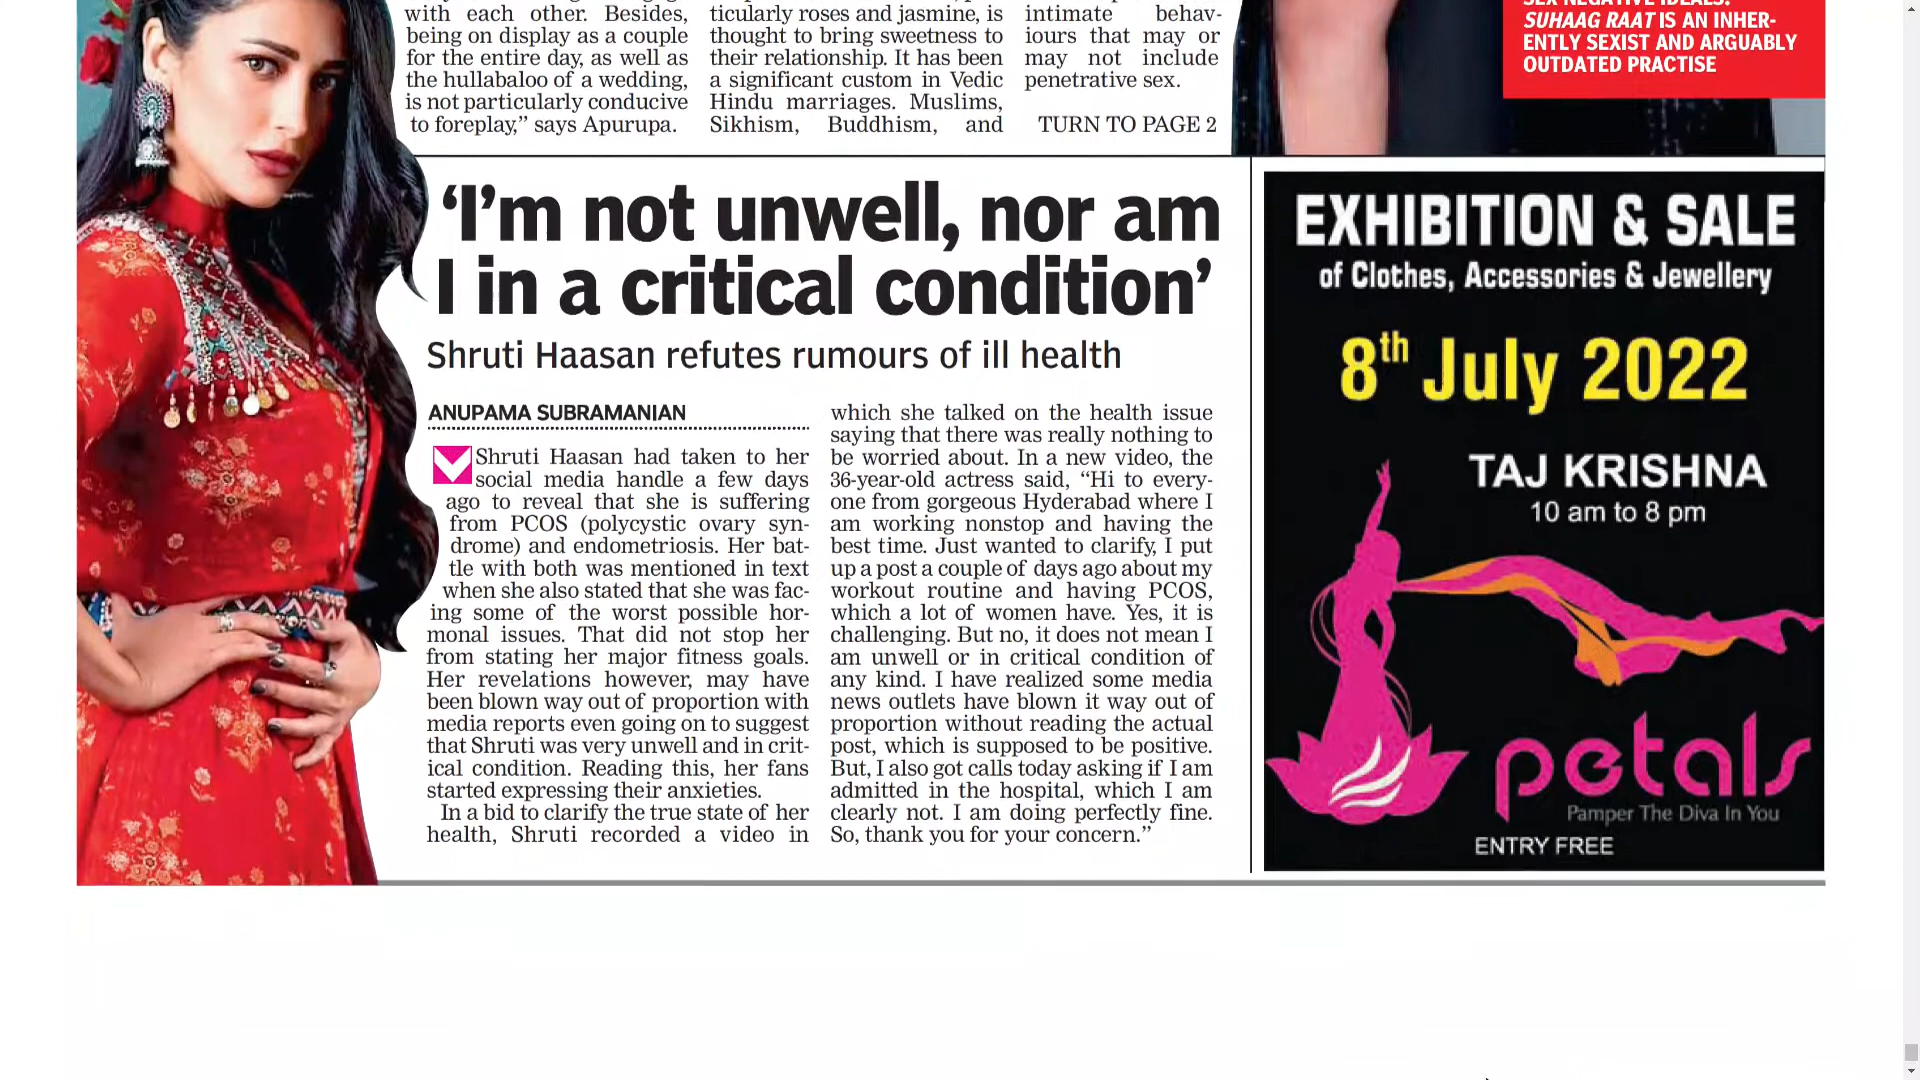 with each other. Besides,
being on display as a couple
for the entire day, as well as
the hullabaloo of a wedding,
is not particularly conducive
to foreplay,” says Apurupa.
ticularly roses and jasmine, is
thought to bring sweetness to
their relationship. It has been
a significant custom in Vedic
Hindu marriages. Muslims,
Sikhism, Buddhism, and
intimate behav-
iours that may or
may not include
penetrative sex.
TURN TO PAGE 2
SEX NEGATIVE IDEALS.
SUHAAG RAAT IS AN INHER-
ENTLY SEXIST AND ARGUABLY
OUTDATED PRACTISE
‘I’m not unwell, nor am
I in a critical condition’
Shruti Haasan refutes rumours of ill health
ANUPAMA SUBRAMANIAN
Shruti Haasan had taken to her
social media handle a few days
ago to reveal that she is suffering
from PCOS (polycystic ovary syn-
drome) and endometriosis. Her bat-
tle with both was mentioned in text
when she also stated that she was fac-
ing some of the worst possible hor-
monal issues. That did not stop her
from stating her major fitness goals.
Her revelations however, may have
been blown way out of proportion with
media reports even going on to suggest
that Shruti was very unwell and in crit-
ical condition. Reading this, her fans
started expressing their anxieties.
In a bid to clarify the true state of her
health, Shruti recorded a video in
which she talked on the health issue
saying that there was really nothing to
be worried about. In a new video, the
36-year-old actress said, “Hi to every-
one from gorgeous Hyderabad where I
am working nonstop and having the
best time. Just wanted to clarify, I put
up a post a couple of days ago about my
workout routine and having PCOS,
which a lot of women have. Yes, it is
challenging. But no, it does not mean I
am unwell or in critical condition of
any kind. I have realized some media
news outlets have blown it way out of
proportion without reading the actual
post, which is supposed to be positive.
But, I also got calls today asking if I am
admitted in the hospital, which I am
clearly not. I am doing perfectly fine.
So, thank you for your concern.”
EXHIBITION & SALE
of Clothes, Accessories & Jewellery
8th July 2022
TAJ KRISHNA
10 am to 8 pm
petals
Pamper The Diva In You
ENTRY FREE